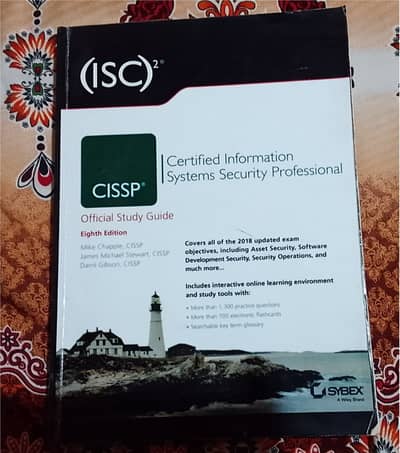 (ISC)²®
CISSP®
Certified Information
Systems Security Professional
Official Study Guide
Eighth Edition
Mike Chapple, CISSP
James Michael Stewart, CISSP
Darril Gibson, CISSP
Covers all of the 2018 updated exam
objectives, including Asset Security, Software
Development Security, Security Operations, and
much more...
Includes interactive online learning environment
and study tools with:
• More than 1,300 practice questions
• More than 700 electronic flashcards
• Searchable key term glossary
SYBEX
A Wiley Brand